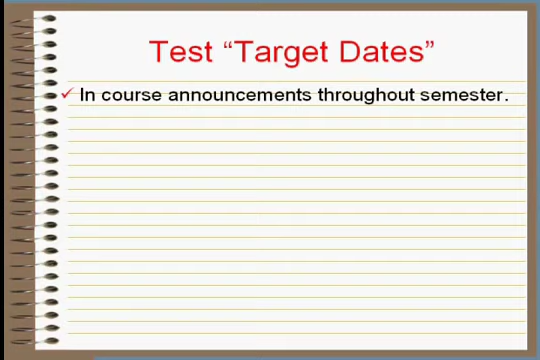 Test “Target Dates”
✓ In course announcements throughout semester.